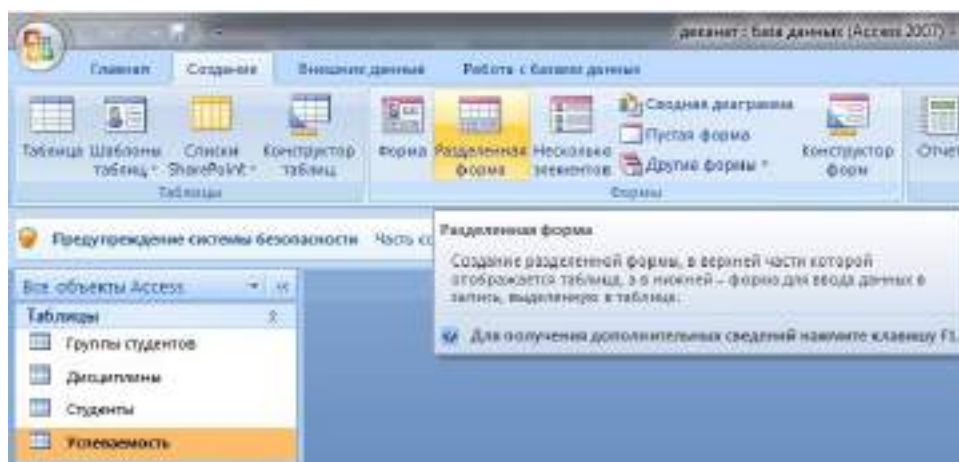 деканат : база данных (Access 2007) -
Главная Создание Внешние данные Работа с базами данных
Таблица Шаблоны таблиц Списки SharePoint Конструктор таблиц
Форма Разделенная форма Несколько элементов
Сводная диаграмма
Пустая форма
Другие формы
Конструктор форм
Отчет
Таблицы Формы
Предупреждение системы безопасности Часть со
Разделенная форма
Создание разделенной формы, в верхней части которой
отображается таблица, а в нижней – форма для ввода данных в
запись, выделенную в таблице.
Для получения дополнительных сведений нажмите клавишу F1.
Все объекты Access
Таблицы
Группы студентов
Дисциплины
Студенты
Успеваемость